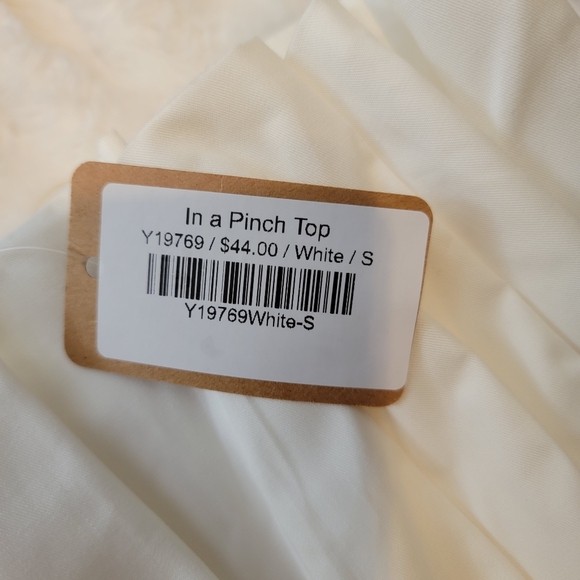 In a Pinch Top
Y19769 / $44.00 / White / S
Y19769White-S